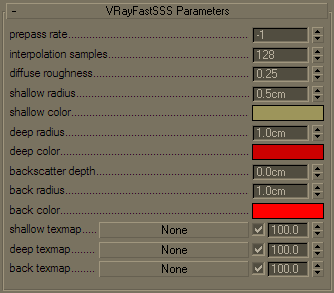 - VRayFastSSS Parameters
prepass rate -1
interpolation samples 128
diffuse roughness 0.25
shallow radius 0.5cm
shallow color
deep radius 1.0cm
deep color
backscatter depth 0.0cm
back radius 1.0cm
back color
shallow texmap None 100.0
deep texmap None 100.0
back texmap None 100.0